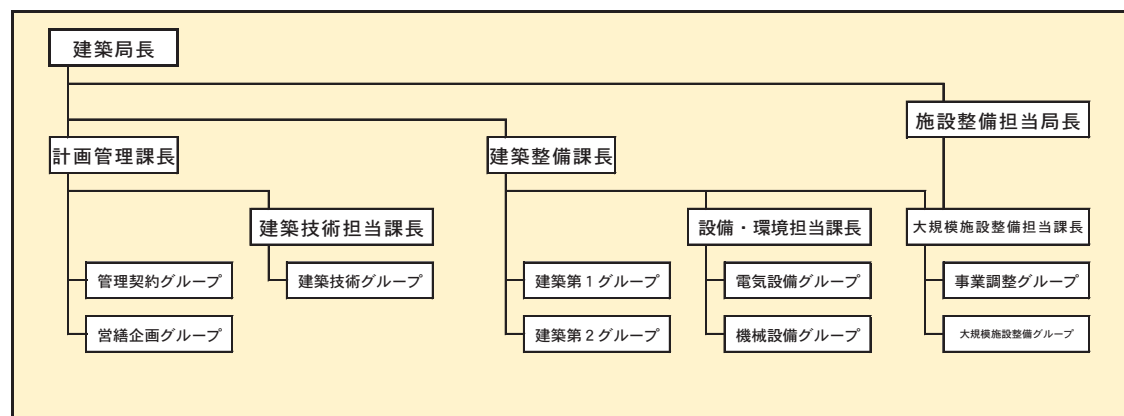 建築局長
施設整備担当局長
計画管理課長
建築整備課長
建築技術担当課長
設備・環境担当課長
大規模施設整備担当課長
管理契約グループ
建築技術グループ
建築第1グループ
電気設備グループ
事業調整グループ
営繕企画グループ
建築第2グループ
機械設備グループ
大規模施設整備グループ